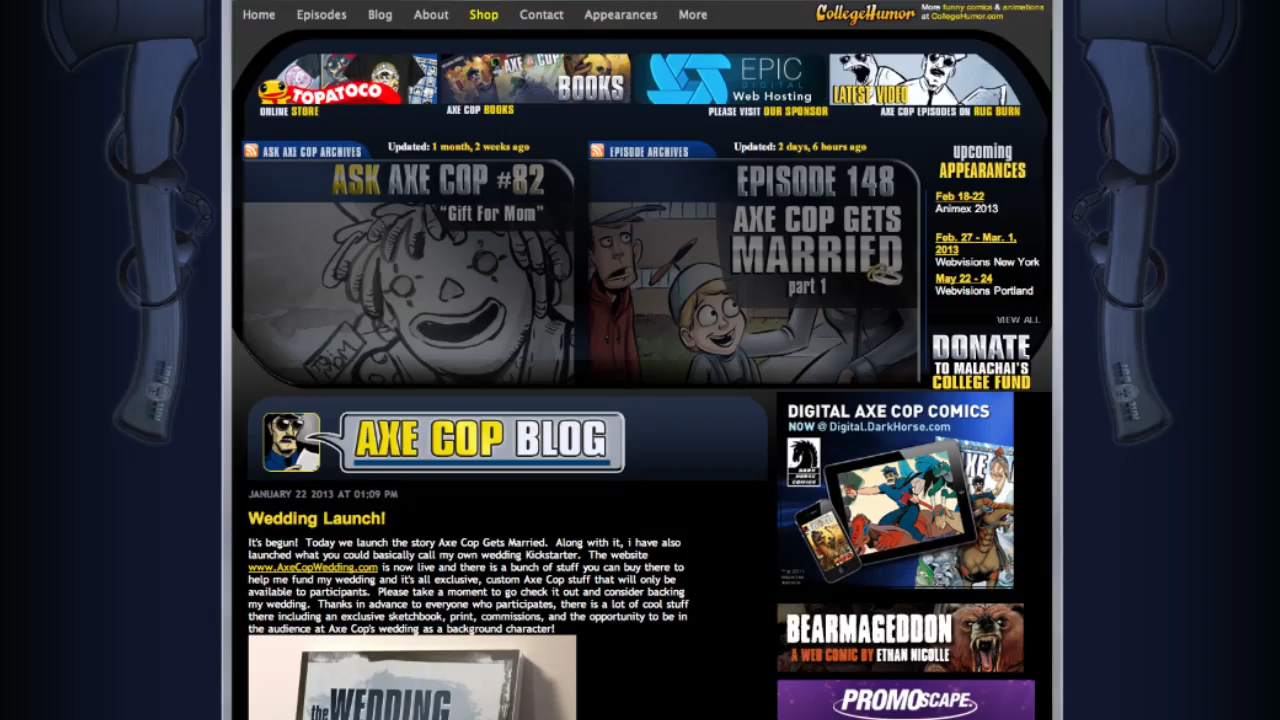 Home Episodes Blog About Shop Contact Appearances More
CollegeHumor
More funny comics & animations
at CollegeHumor.com
TOPATOCO
ONLINE STORE
AXE COP
BOOKS
AXE COP BOOKS
EPIC
DIGITAL
Web Hosting
PLEASE VISIT OUR SPONSOR
LATEST VIDEO
AXE COP EPISODES ON RUG BURN
ASK AXE COP ARCHIVES
Updated: 1 month, 2 weeks ago
ASK AXE COP #82
"Gift For Mom"
EPISODE ARCHIVES
Updated: 2 days, 6 hours ago
EPISODE 148
AXE COP GETS
MARRIED
part 1
upcoming
APPEARANCES
Feb 18-22
Animex 2013
Feb. 27 - Mar. 1,
2013
Webvisions New York
May 22 - 24
Webvisions Portland
VIEW ALL
DONATE
TO MALACHAI'S
COLLEGE FUND
AXE COP BLOG
JANUARY 22 2013 AT 01:09 PM
Wedding Launch!
It's begun! Today we launch the story Axe Cop Gets Married. Along with it, i have also
launched what you could basically call my own wedding Kickstarter. The website
www.AxeCopWedding.com is now live and there is a bunch of stuff you can buy there to
help me fund my wedding and it's all exclusive, custom Axe Cop stuff that will only be
available to participants. Please take a moment to go check it out and consider backing
my wedding. Thanks in advance to everyone who participates, there is a lot of cool stuff
there including an exclusive sketchbook, print, commissions, and the opportunity to be in
the audience at Axe Cop's wedding as a background character!
the WEDDING
DIGITAL AXE COP COMICS
NOW @ Digital.DarkHorse.com
DARK
HORSE
COMICS
BEARMAGEDDON
A WEB COMIC BY ETHAN NICOLLE
PROMOSCAPE.